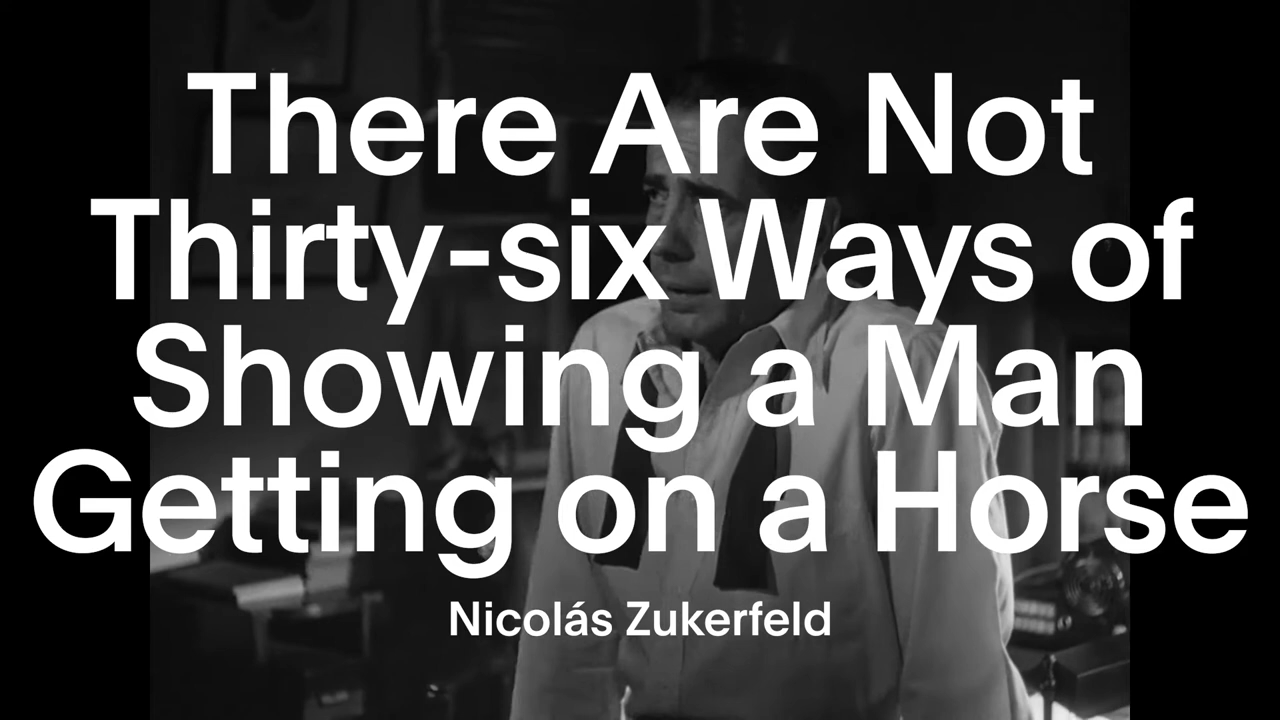 There Are Not
Thirty-six Ways of
Showing a Man
Getting on a Horse
Nicolás Zukerfeld